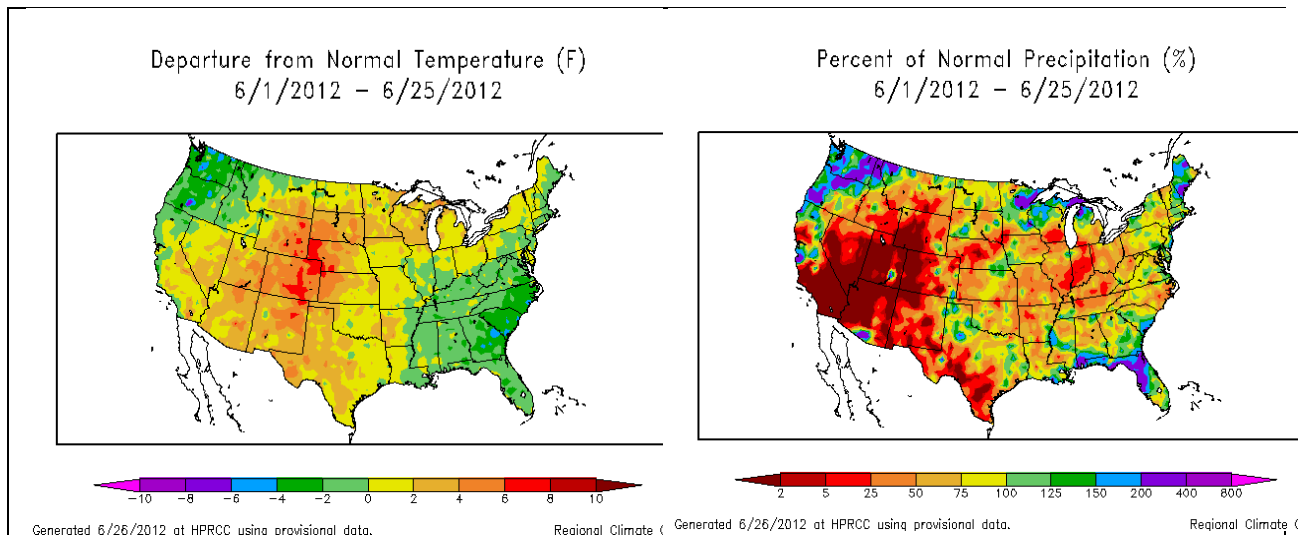 Departure from Normal Temperature (F)
6/1/2012 – 6/25/2012
-10 -8 -6 -4 -2 0 2 4 6 8 10
Generated 6/26/2012 at HPRCC using provisional data.
Regional Climate C
Percent of Normal Precipitation (%)
6/1/2012 – 6/25/2012
2 5 25 50 75 100 125 150 200 400 800
Generated 6/26/2012 at HPRCC using provisional data.
Regional Climate C